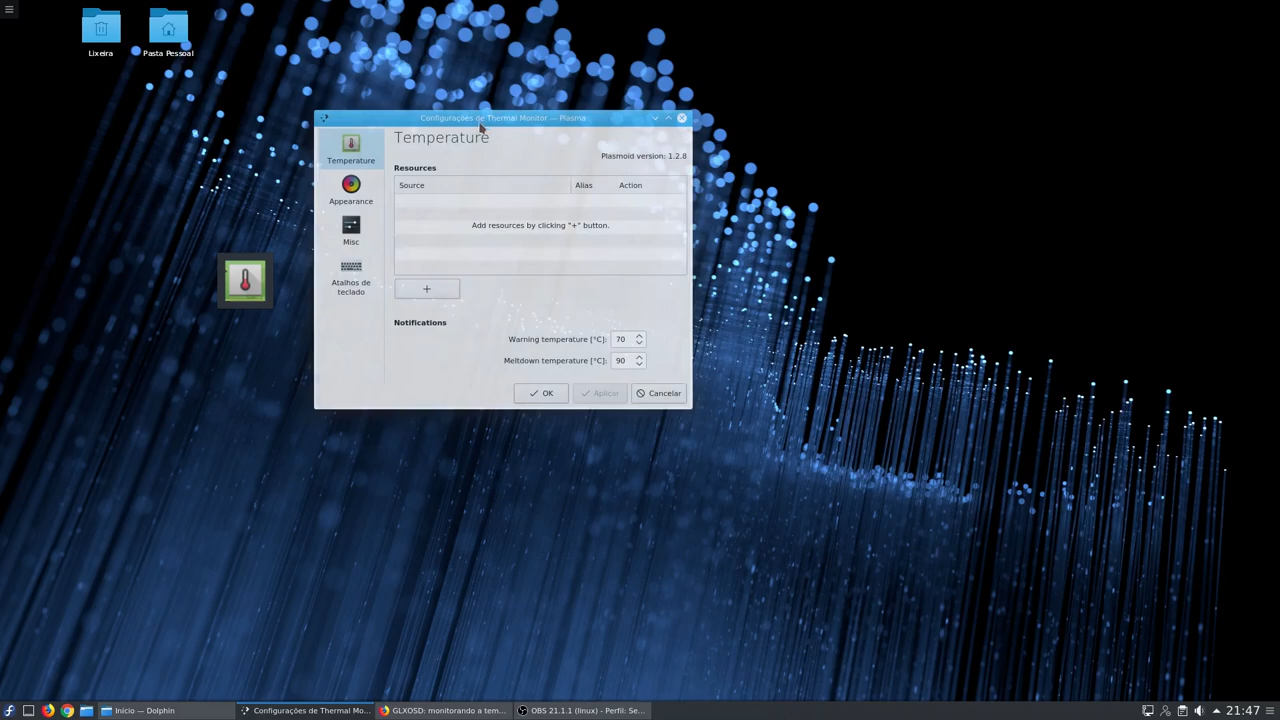 Lixeira
Pasta Pessoal
Configurações de Thermal Monitor — Plasma
Temperature
Temperature
Plasmoid version: 1.2.8
Resources
Source Alias Action
Appearance
Add resources by clicking "+" button.
Misc
Atalhos de
teclado
+
Notifications
Warning temperature [°C]: 70
Meltdown temperature [°C]: 90
OK Aplicar Cancelar
Início — Dolphin
Configurações de Thermal Mo...
GLXOSD: monitorando a tem...
OBS 21.1.1 (linux) - Perfil: Se...
21:47